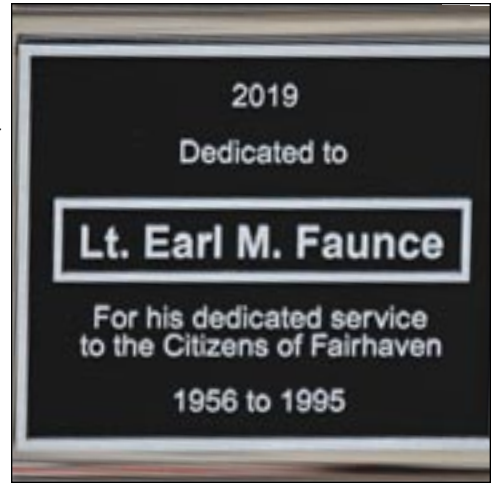 2019
Dedicated to
Lt. Earl M. Faunce
For his dedicated service
to the Citizens of Fairhaven
1956 to 1995